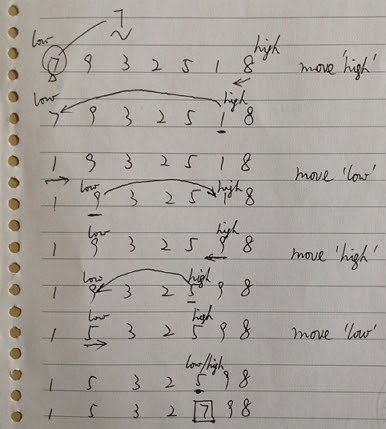 7
low high
7 9 3 2 5 1 8 move 'high'
low high
7 9 3 2 5 1 8
1 9 3 2 5 1 8 move 'low'
low high
1 9 3 2 5 1 8
low high
1 9 3 2 5 9 8 move 'high'
low high
1 9 3 2 5 9 8
low high
1 5 3 2 5 9 8 move 'low'
low/high
1 5 3 2 5 9 8
1 5 3 2 7 9 8